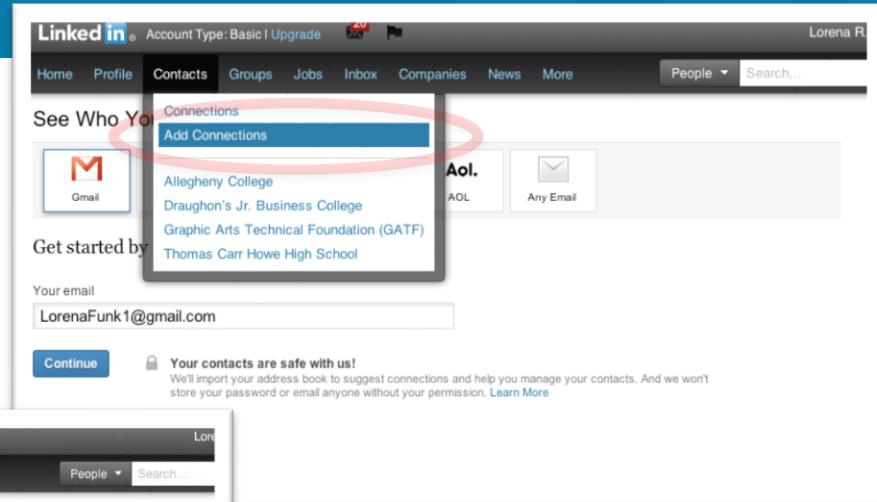 Linked in ® Account Type: Basic | Upgrade 20 Lorena R.
Home Profile Contacts Groups Jobs Inbox Companies News More People Search...
See Who Yo
Connections
Add Connections
Allegheny College
Draughon's Jr. Business College
Graphic Arts Technical Foundation (GATF)
Thomas Carr Howe High School
Gmail
Aol.
AOL
Any Email
Get started by
Your email
LorenaFunk1@gmail.com
Continue
Your contacts are safe with us!
We'll import your address book to suggest connections and help you manage your contacts. And we won't
store your password or email anyone without your permission. Learn More
Lore
People Search...